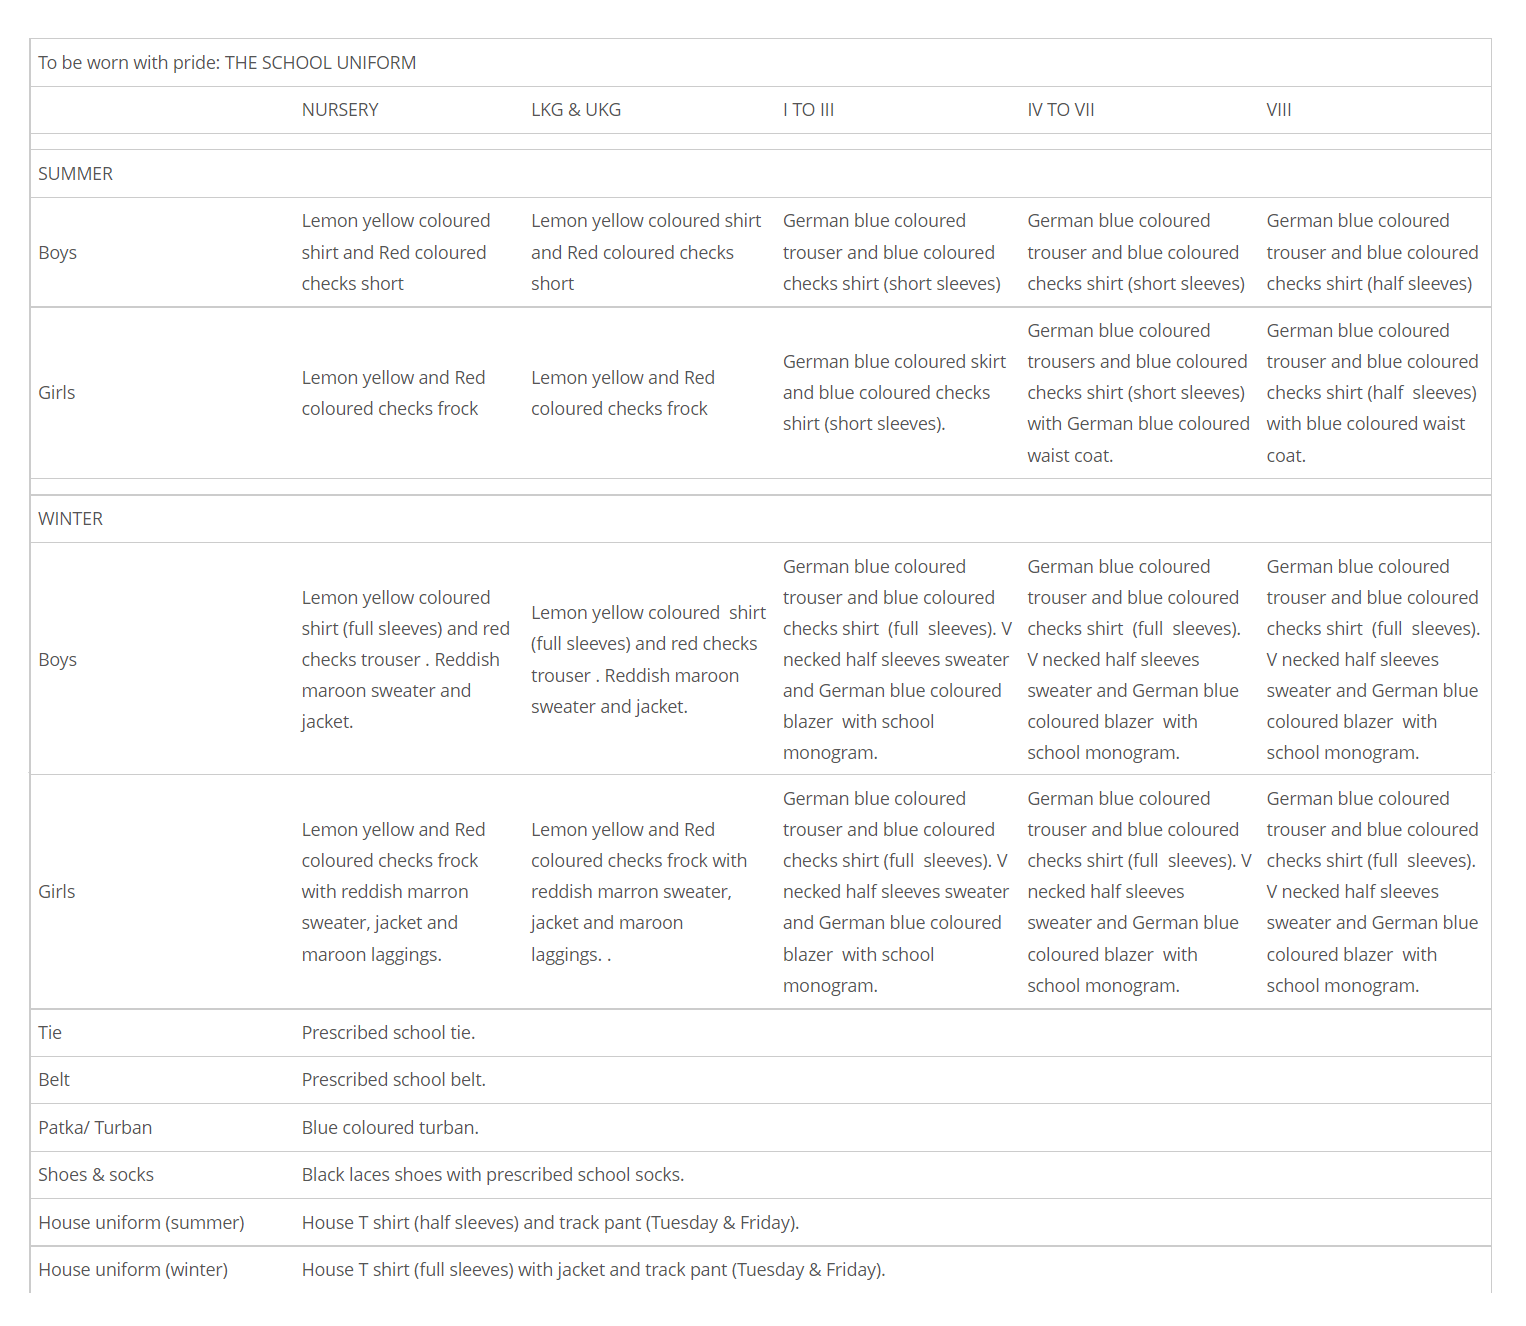 To be worn with pride: THE SCHOOL UNIFORM
NURSERY LKG & UKG I TO III IV TO VII VIII
SUMMER
Boys
Lemon yellow coloured
shirt and Red coloured
checks short
Lemon yellow coloured shirt
and Red coloured checks
short
German blue coloured
trouser and blue coloured
checks shirt (short sleeves)
German blue coloured
trouser and blue coloured
checks shirt (short sleeves)
German blue coloured
trouser and blue coloured
checks shirt (half sleeves)
Girls
Lemon yellow and Red
coloured checks frock
Lemon yellow and Red
coloured checks frock
German blue coloured skirt
and blue coloured checks
shirt (short sleeves).
German blue coloured
trousers and blue coloured
checks shirt (short sleeves)
with German blue coloured
waist coat.
German blue coloured
trouser and blue coloured
checks shirt (half sleeves)
with blue coloured waist
coat.
WINTER
Boys
Lemon yellow coloured
shirt (full sleeves) and red
checks trouser . Reddish
maroon sweater and
jacket.
Lemon yellow coloured shirt
(full sleeves) and red checks
trouser . Reddish maroon
sweater and jacket.
German blue coloured
trouser and blue coloured
checks shirt (full sleeves). V
necked half sleeves sweater
and German blue coloured
blazer with school
monogram.
German blue coloured
trouser and blue coloured
checks shirt (full sleeves).
V necked half sleeves
sweater and German blue
coloured blazer with
school monogram.
German blue coloured
trouser and blue coloured
checks shirt (full sleeves).
V necked half sleeves
sweater and German blue
coloured blazer with
school monogram.
Girls
Lemon yellow and Red
coloured checks frock
with reddish marron
sweater, jacket and
maroon laggings.
Lemon yellow and Red
coloured checks frock with
reddish marron sweater,
jacket and maroon
laggings. .
German blue coloured
trouser and blue coloured
checks shirt (full sleeves). V
necked half sleeves sweater
and German blue coloured
blazer with school
monogram.
German blue coloured
trouser and blue coloured
checks shirt (full sleeves). V
necked half sleeves
sweater and German blue
coloured blazer with
school monogram.
German blue coloured
trouser and blue coloured
checks shirt (full sleeves).
V necked half sleeves
sweater and German blue
coloured blazer with
school monogram.
Tie Prescribed school tie.
Belt Prescribed school belt.
Patka/ Turban Blue coloured turban.
Shoes & socks Black laces shoes with prescribed school socks.
House uniform (summer) House T shirt (half sleeves) and track pant (Tuesday & Friday).
House uniform (winter) House T shirt (full sleeves) with jacket and track pant (Tuesday & Friday).